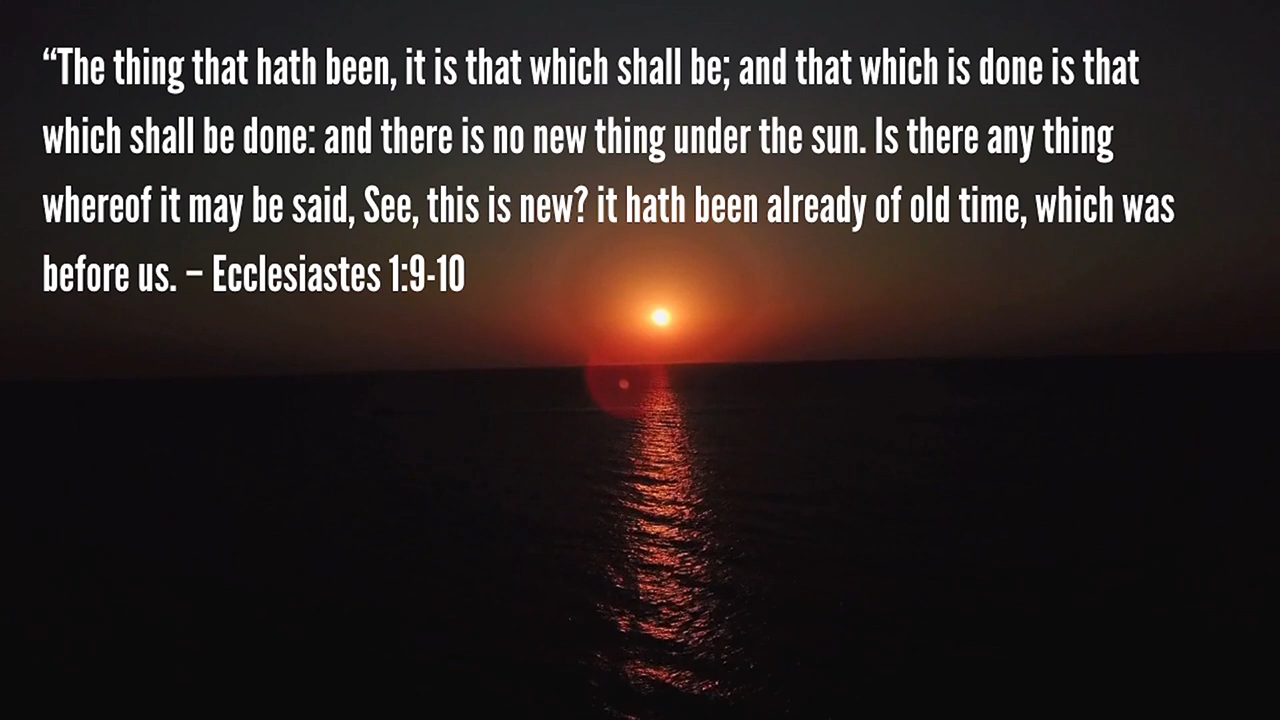 “The thing that hath been, it is that which shall be; and that which is done is that
which shall be done: and there is no new thing under the sun. Is there any thing
whereof it may be said, See, this is new? it hath been already of old time, which was
before us. – Ecclesiastes 1:9-10